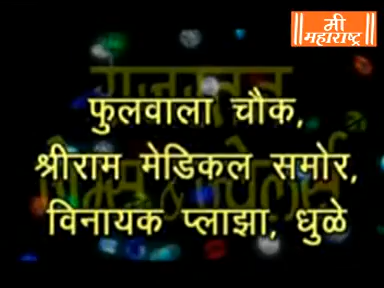 मी
महाराष्ट्र
फुलवाला चौक,
श्रीराम मेडिकल समोर,
विनायक प्लाझा, धुळे